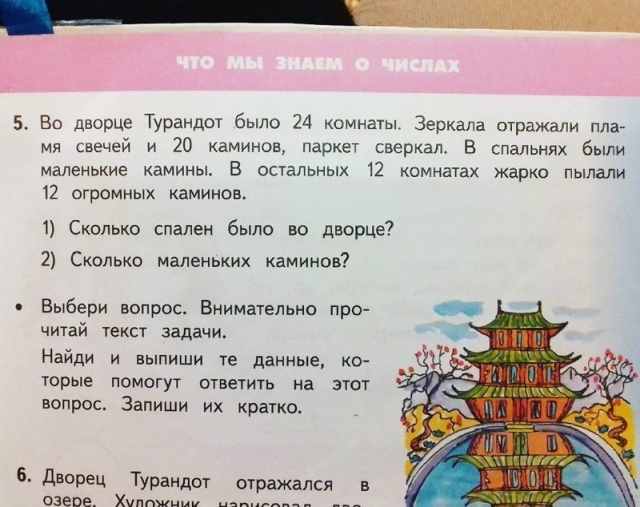 ЧТО МЫ ЗНАЕМ О ЧИСЛАХ
5. Во дворце Турандот было 24 комнаты. Зеркала отражали пла-
мя свечей и 20 каминов, паркет сверкал. В спальнях были
маленькие камины. В остальных 12 комнатах жарко пылали
12 огромных каминов.
1) Сколько спален было во дворце?
2) Сколько маленьких каминов?
• Выбери вопрос. Внимательно про-
читай текст задачи.
Найди и выпиши те данные, ко-
торые помогут ответить на этот
вопрос. Запиши их кратко.
6. Дворец Турандот отражался в
озере. Художник нарисовал дво-